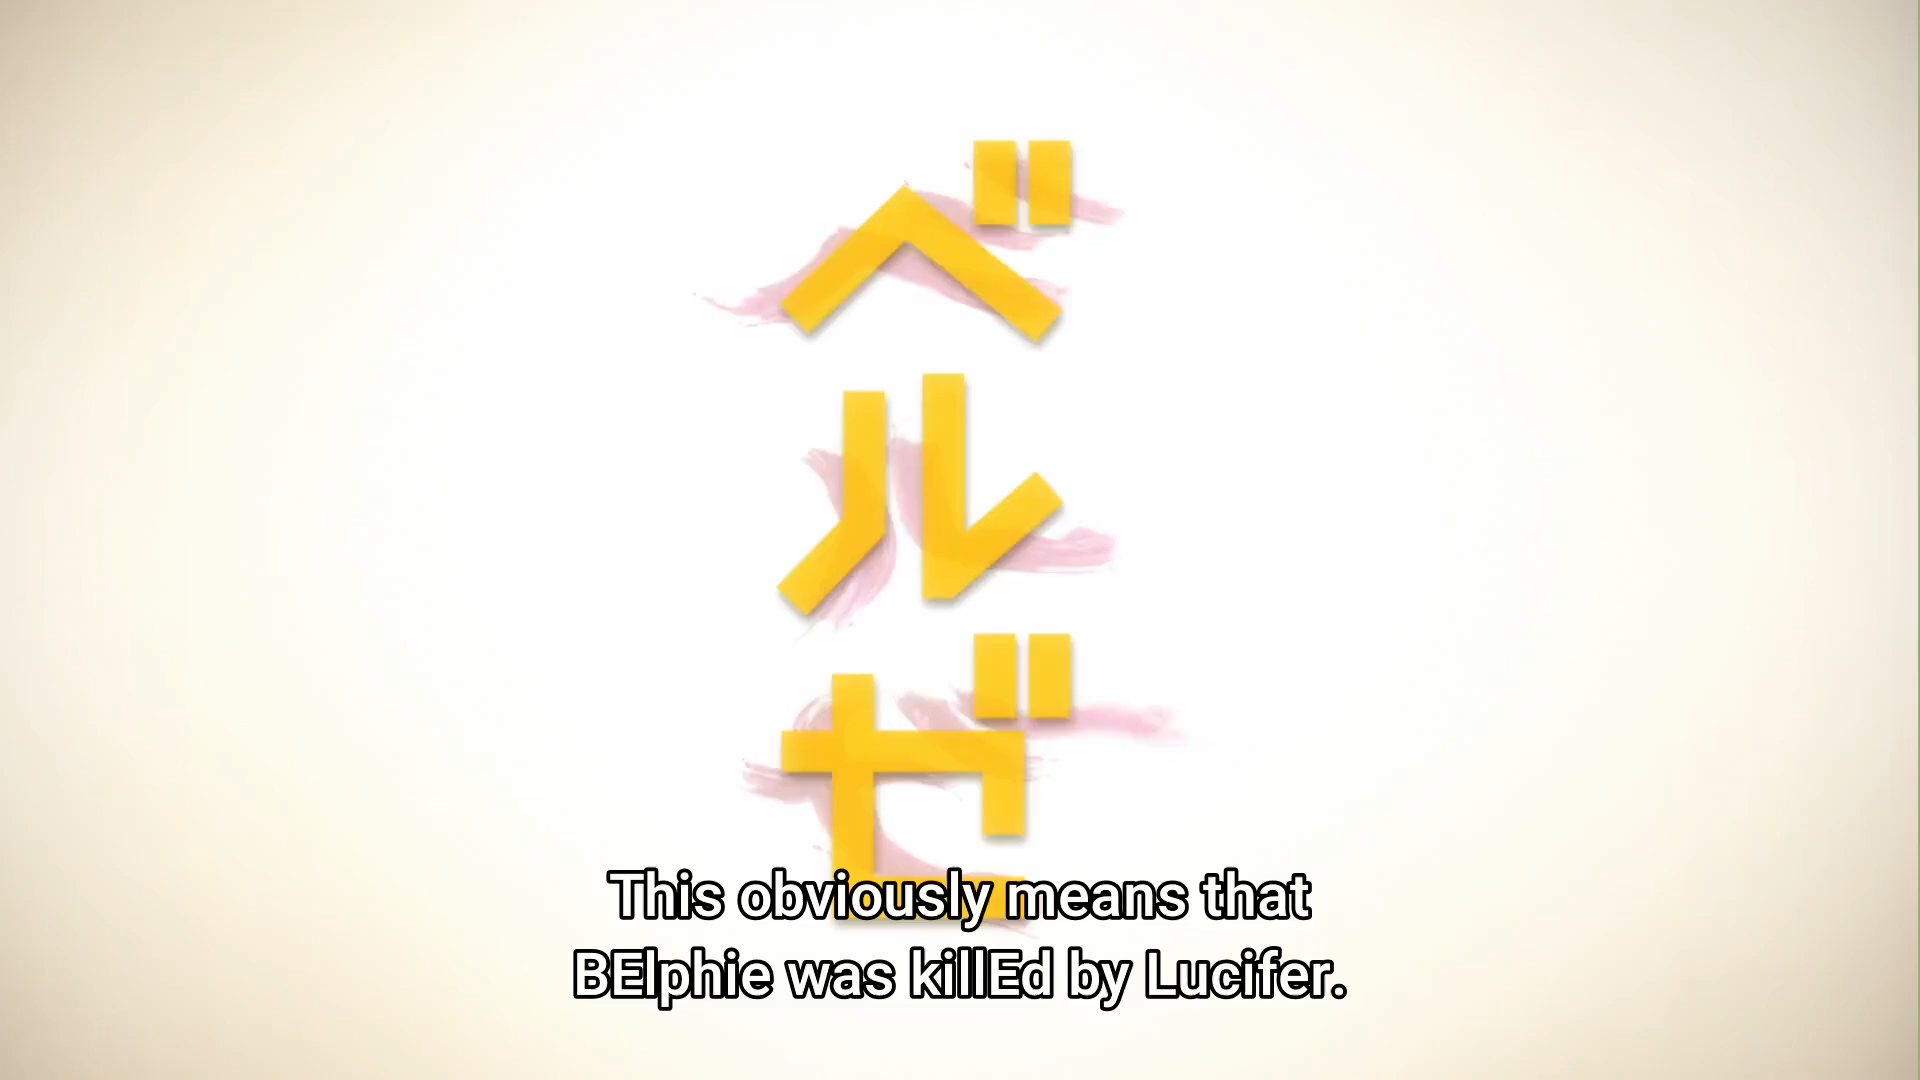 ベルゼ
This obviously means that
BElphie was killEd by Lucifer.